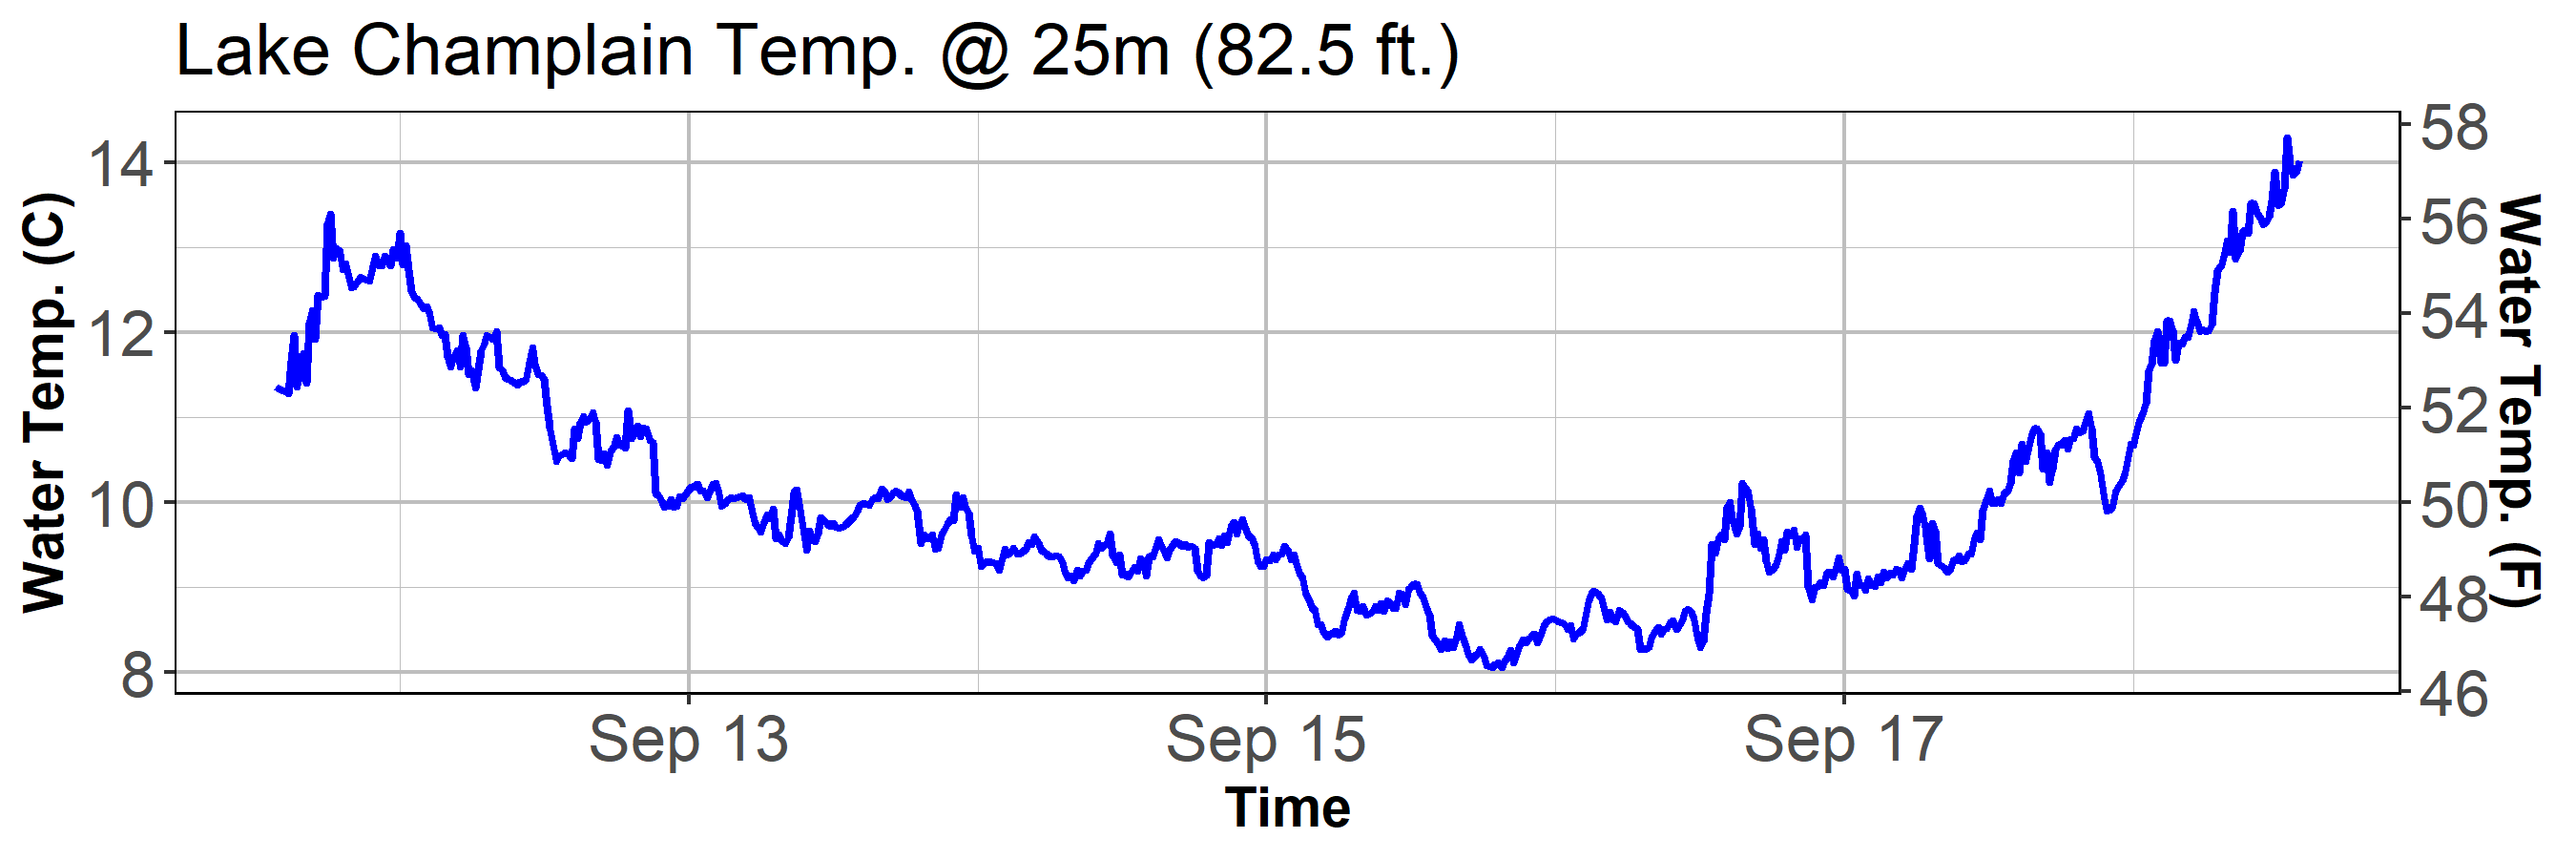 Lake Champlain Temp. @ 25m (82.5 ft.)
Water Temp. (C)
14
12
10
8
58
56
54
52
50
48
46
Water Temp. (F)
Sep 13
Sep 15
Sep 17
Time